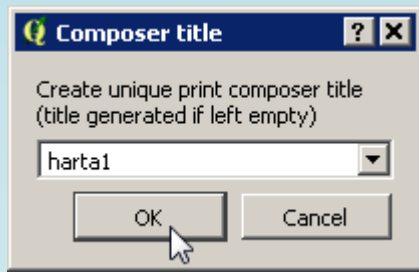 Composer title
Create unique print composer title
(title generated if left empty)
harta1
OK
Cancel